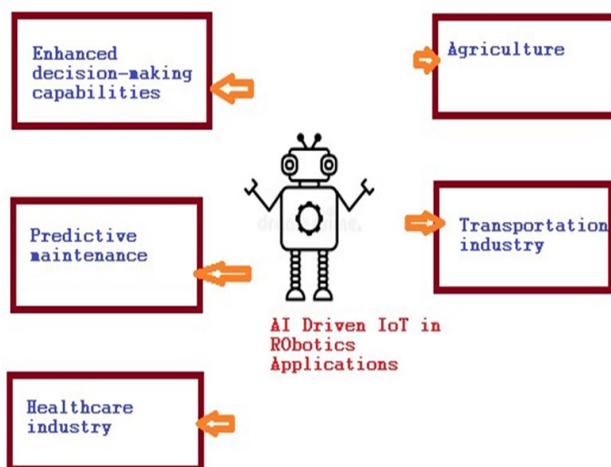 Enhanced
decision-making
capabilities
Agriculture
Predictive
maintenance
Transportation
industry
AI Driven IoT in
RObotics
Applications
Healthcare
industry